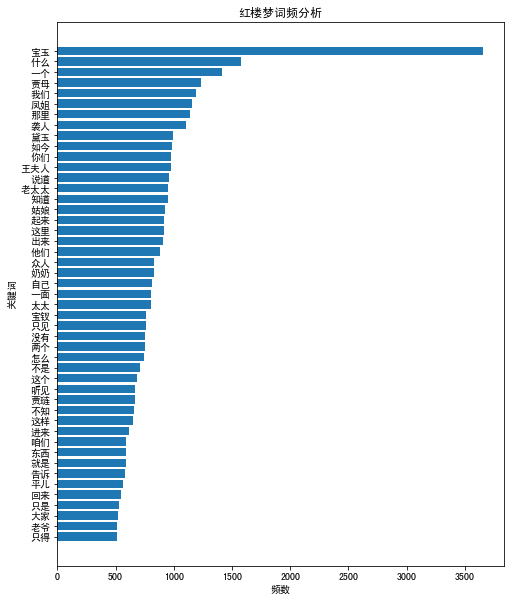 红楼梦词频分析
宝玉
什么
一个
贾母
我们
凤姐
那里
袭人
黛玉
如今
你们
王夫人
说道
老太太
知道
姑娘
起来
这里
出来
他们
众人
奶奶
自己
一面
太太
宝钗
只见
没有
两个
怎么
不是
这个
听见
贾琏
不知
这样
进来
咱们
东西
就是
告诉
平儿
回来
只是
大家
老爷
只得
关键词
0 500 1000 1500 2000 2500 3000 3500
频数